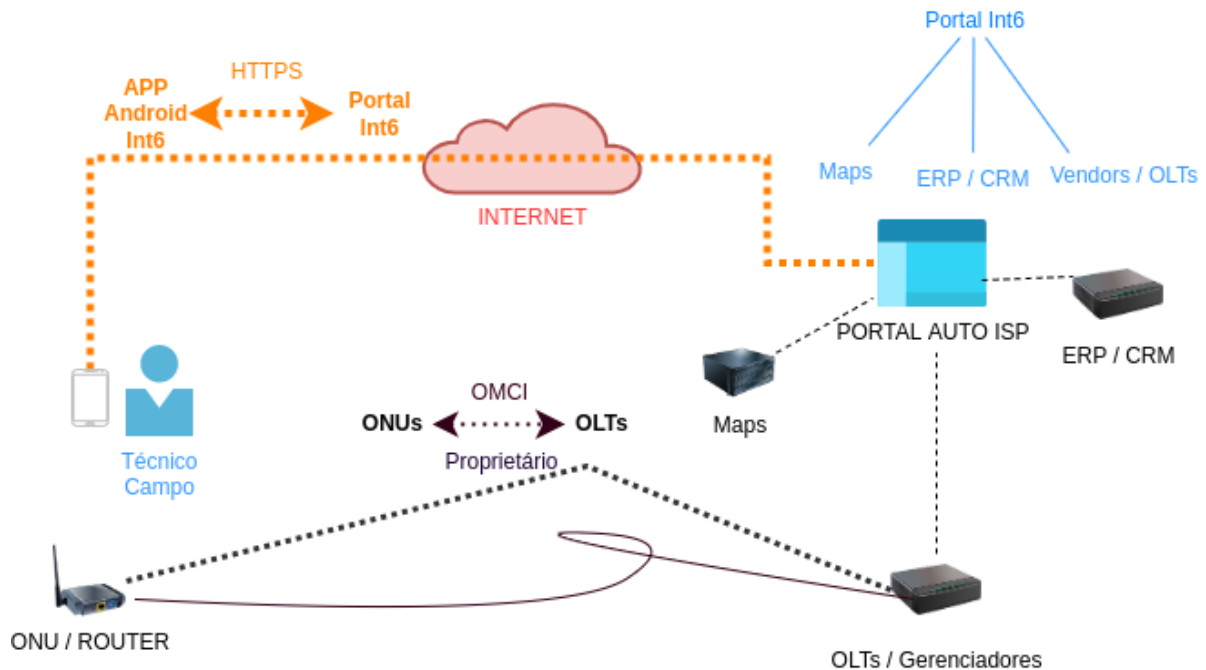 Portal Int6
HTTPS
APP
Android
Int6
Portal
Int6
Maps
ERP / CRM
Vendors / OLTs
INTERNET
PORTAL AUTO ISP
ERP / CRM
Maps
OMCI
ONUs
OLTs
Proprietário
Técnico
Campo
ONU / ROUTER
OLTs / Gerenciadores